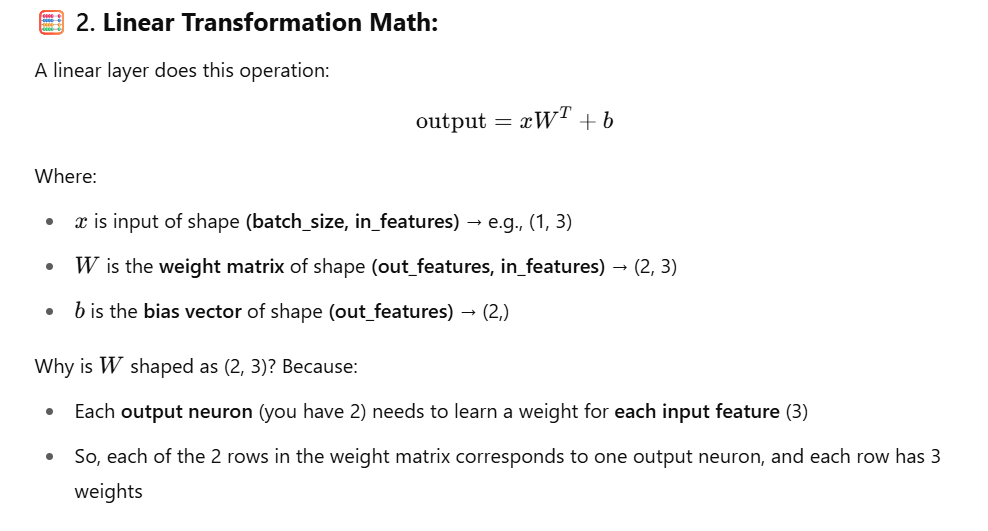 🧮 2. Linear Transformation Math:
A linear layer does this operation:
output = xWᵀ + b
Where:
• x is input of shape (batch_size, in_features) → e.g., (1, 3)
• W is the weight matrix of shape (out_features, in_features) → (2, 3)
• b is the bias vector of shape (out_features) → (2,)
Why is W shaped as (2, 3)? Because:
• Each output neuron (you have 2) needs to learn a weight for each input feature (3)
• So, each of the 2 rows in the weight matrix corresponds to one output neuron, and each row has 3
weights